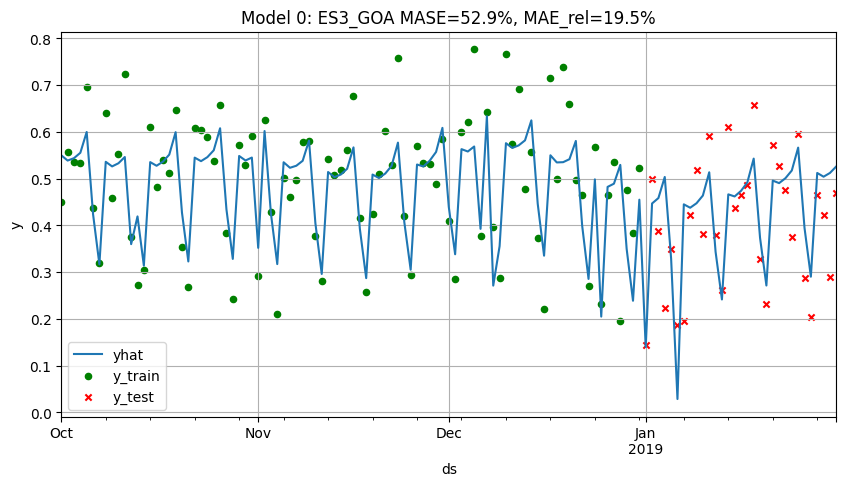 Model 0: ES3_GOA MASE=52.9%, MAE_rel=19.5%
0.8
0.7
0.6
0.5
0.4
0.3
0.2
0.1
0.0
y
yhat
y_train
y_test
Oct
Nov
Dec
Jan
2019
ds